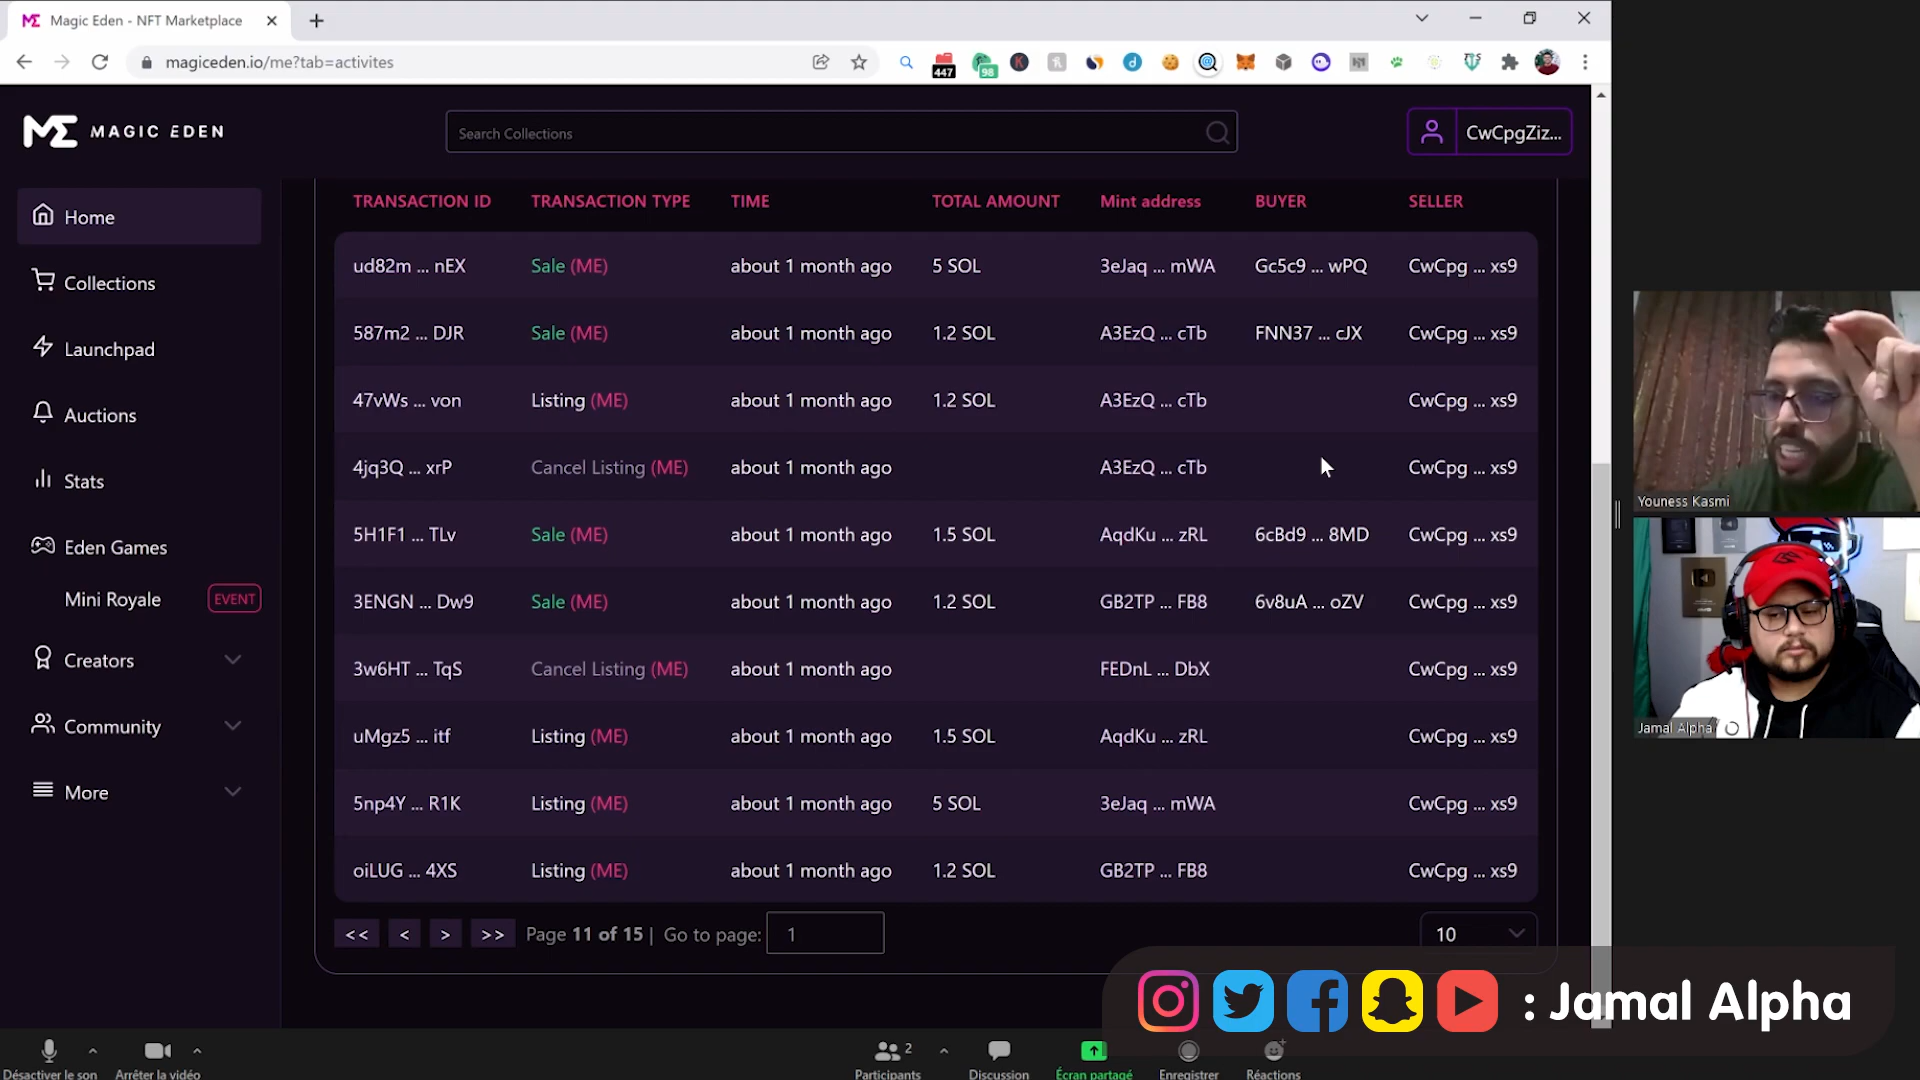 Magic Eden - NFT Marketplace
magiceden.io/me?tab=activites
447
98
MAGIC EDEN
Search Collections
CwCpgZiz...
Home
Collections
Launchpad
Auctions
Stats
Eden Games
Mini Royale EVENT
Creators
Community
More
TRANSACTION ID TRANSACTION TYPE TIME TOTAL AMOUNT Mint address BUYER SELLER
ud82m ... nEX Sale (ME) about 1 month ago 5 SOL 3eJaq ... mWA Gc5c9 ... wPQ CwCpg ... xs9
587m2 ... DJR Sale (ME) about 1 month ago 1.2 SOL A3EzQ ... cTb FNN37 ... cJX CwCpg ... xs9
47vWs ... von Listing (ME) about 1 month ago 1.2 SOL A3EzQ ... cTb CwCpg ... xs9
4jq3Q ... xrP Cancel Listing (ME) about 1 month ago A3EzQ ... cTb CwCpg ... xs9
5H1F1 ... TLv Sale (ME) about 1 month ago 1.5 SOL AqdKu ... zRL 6cBd9 ... 8MD CwCpg ... xs9
3ENGN ... Dw9 Sale (ME) about 1 month ago 1.2 SOL GB2TP ... FB8 6v8uA ... oZV CwCpg ... xs9
3w6HT ... TqS Cancel Listing (ME) about 1 month ago FEDnL ... DbX CwCpg ... xs9
uMgz5 ... itf Listing (ME) about 1 month ago 1.5 SOL AqdKu ... zRL CwCpg ... xs9
5np4Y ... R1K Listing (ME) about 1 month ago 5 SOL 3eJaq ... mWA CwCpg ... xs9
oiLUG ... 4XS Listing (ME) about 1 month ago 1.2 SOL GB2TP ... FB8 CwCpg ... xs9
<< < > >> Page 11 of 15 | Go to page: 1
10
Youness Kasmi
Jamal Alpha
: Jamal Alpha
2
Désactiver le son
Arrêter la vidéo
Participants
Discussion
Écran partagé
Enregistrer
Réactions